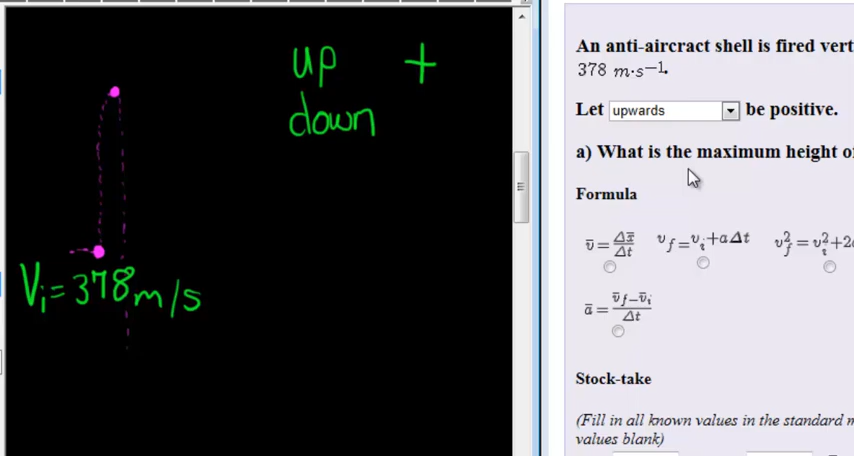 up +
down
Vi = 378 m/s
An anti-aircract shell is fired vert
378 m·s−1.
Let upwards be positive.
a) What is the maximum height o
Formula
v̄ = Δx̄/Δt vf = vi + aΔt vf² = vi² + 2
ā = v̄f − v̄i / Δt
Stock-take
(Fill in all known values in the standard
values blank)